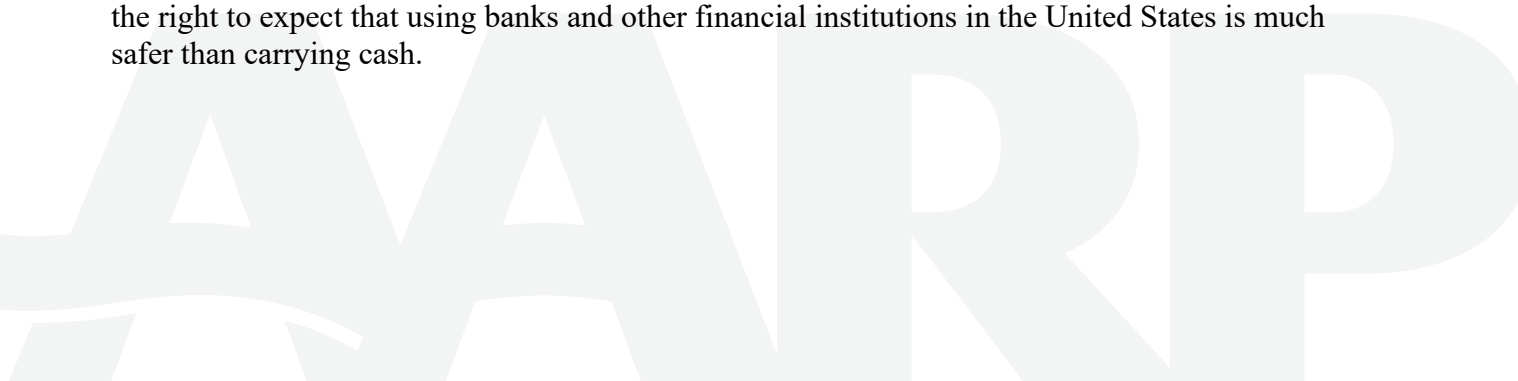 the right to expect that using banks and other financial institutions in the United States is much
safer than carrying cash.
AARP